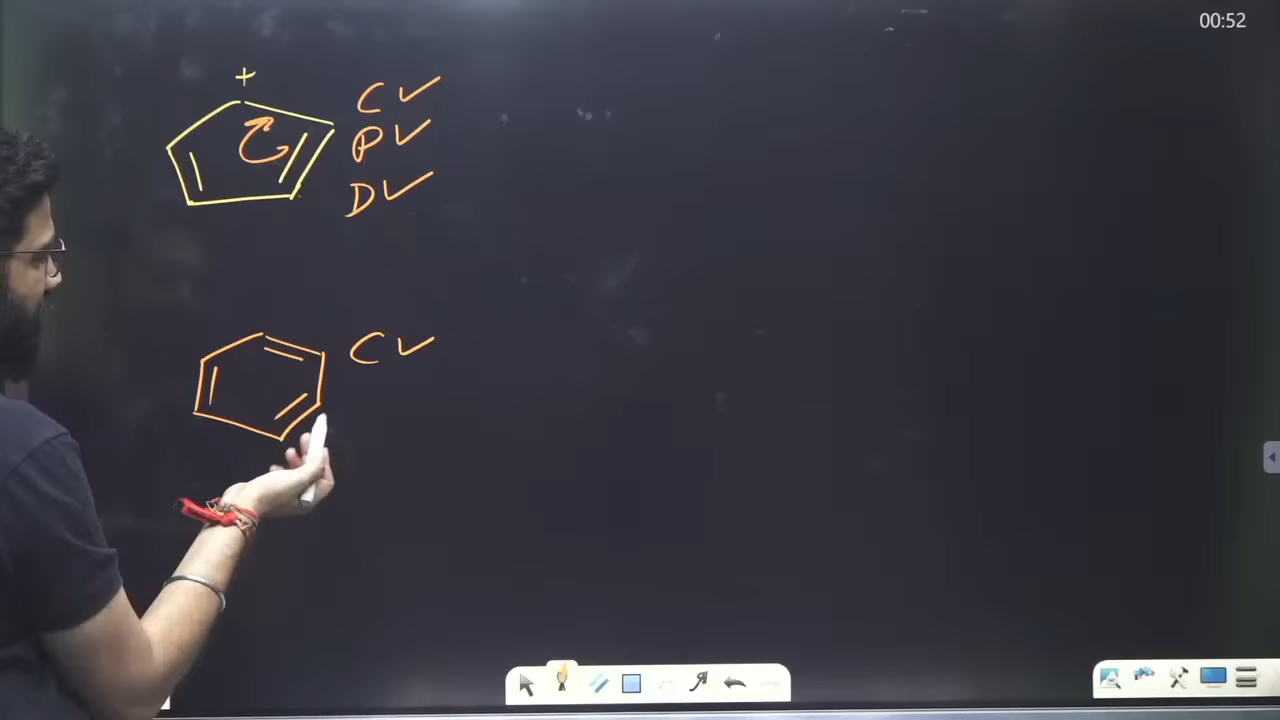 00:52
+
C ✓
P ✓
D ✓
C ✓